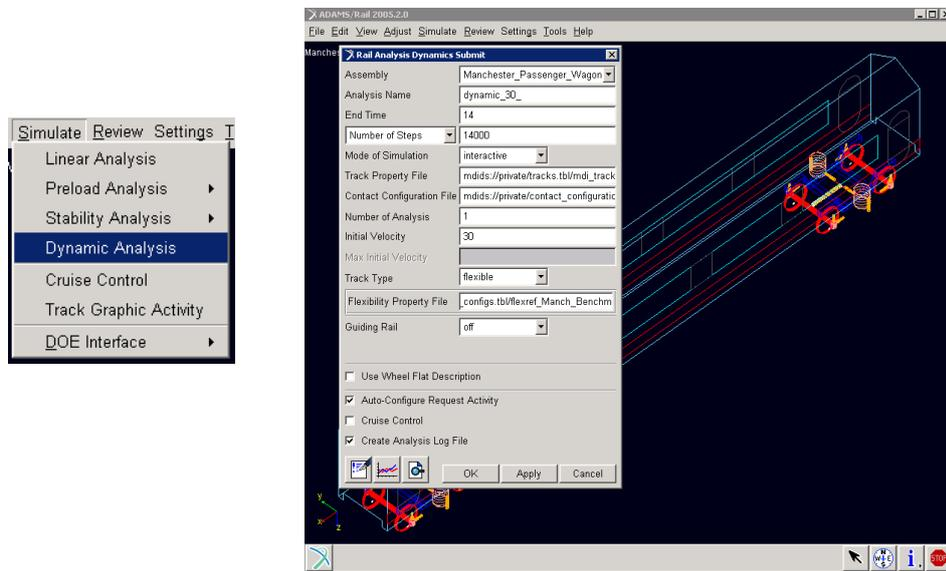 Simulate Review Settings T
Linear Analysis
Preload Analysis
Stability Analysis
Dynamic Analysis
Cruise Control
Track Graphic Activity
DOE Interface
ADAMS/Rail 2005.2.0
File Edit View Adjust Simulate Review Settings Tools Help
Manches
Rail Analysis Dynamics Submit
Assembly Manchester_Passenger_Wagon
Analysis Name dynamic_30_
End Time 14
Number of Steps 14000
Mode of Simulation interactive
Track Property File mdids://private/tracks.tbl/mdi_track
Contact Configuration File mdids://private/contact_configuratic
Number of Analysis 1
Initial Velocity 30
Max Initial Velocity
Track Type flexible
Flexibility Property File _configs.tbl/flexref_Manch_Benchm
Guiding Rail off
Use Wheel Flat Description
Auto-Configure Request Activity
Cruise Control
Create Analysis Log File
OK Apply Cancel
y
x
z
N
W E
S
i
STOP